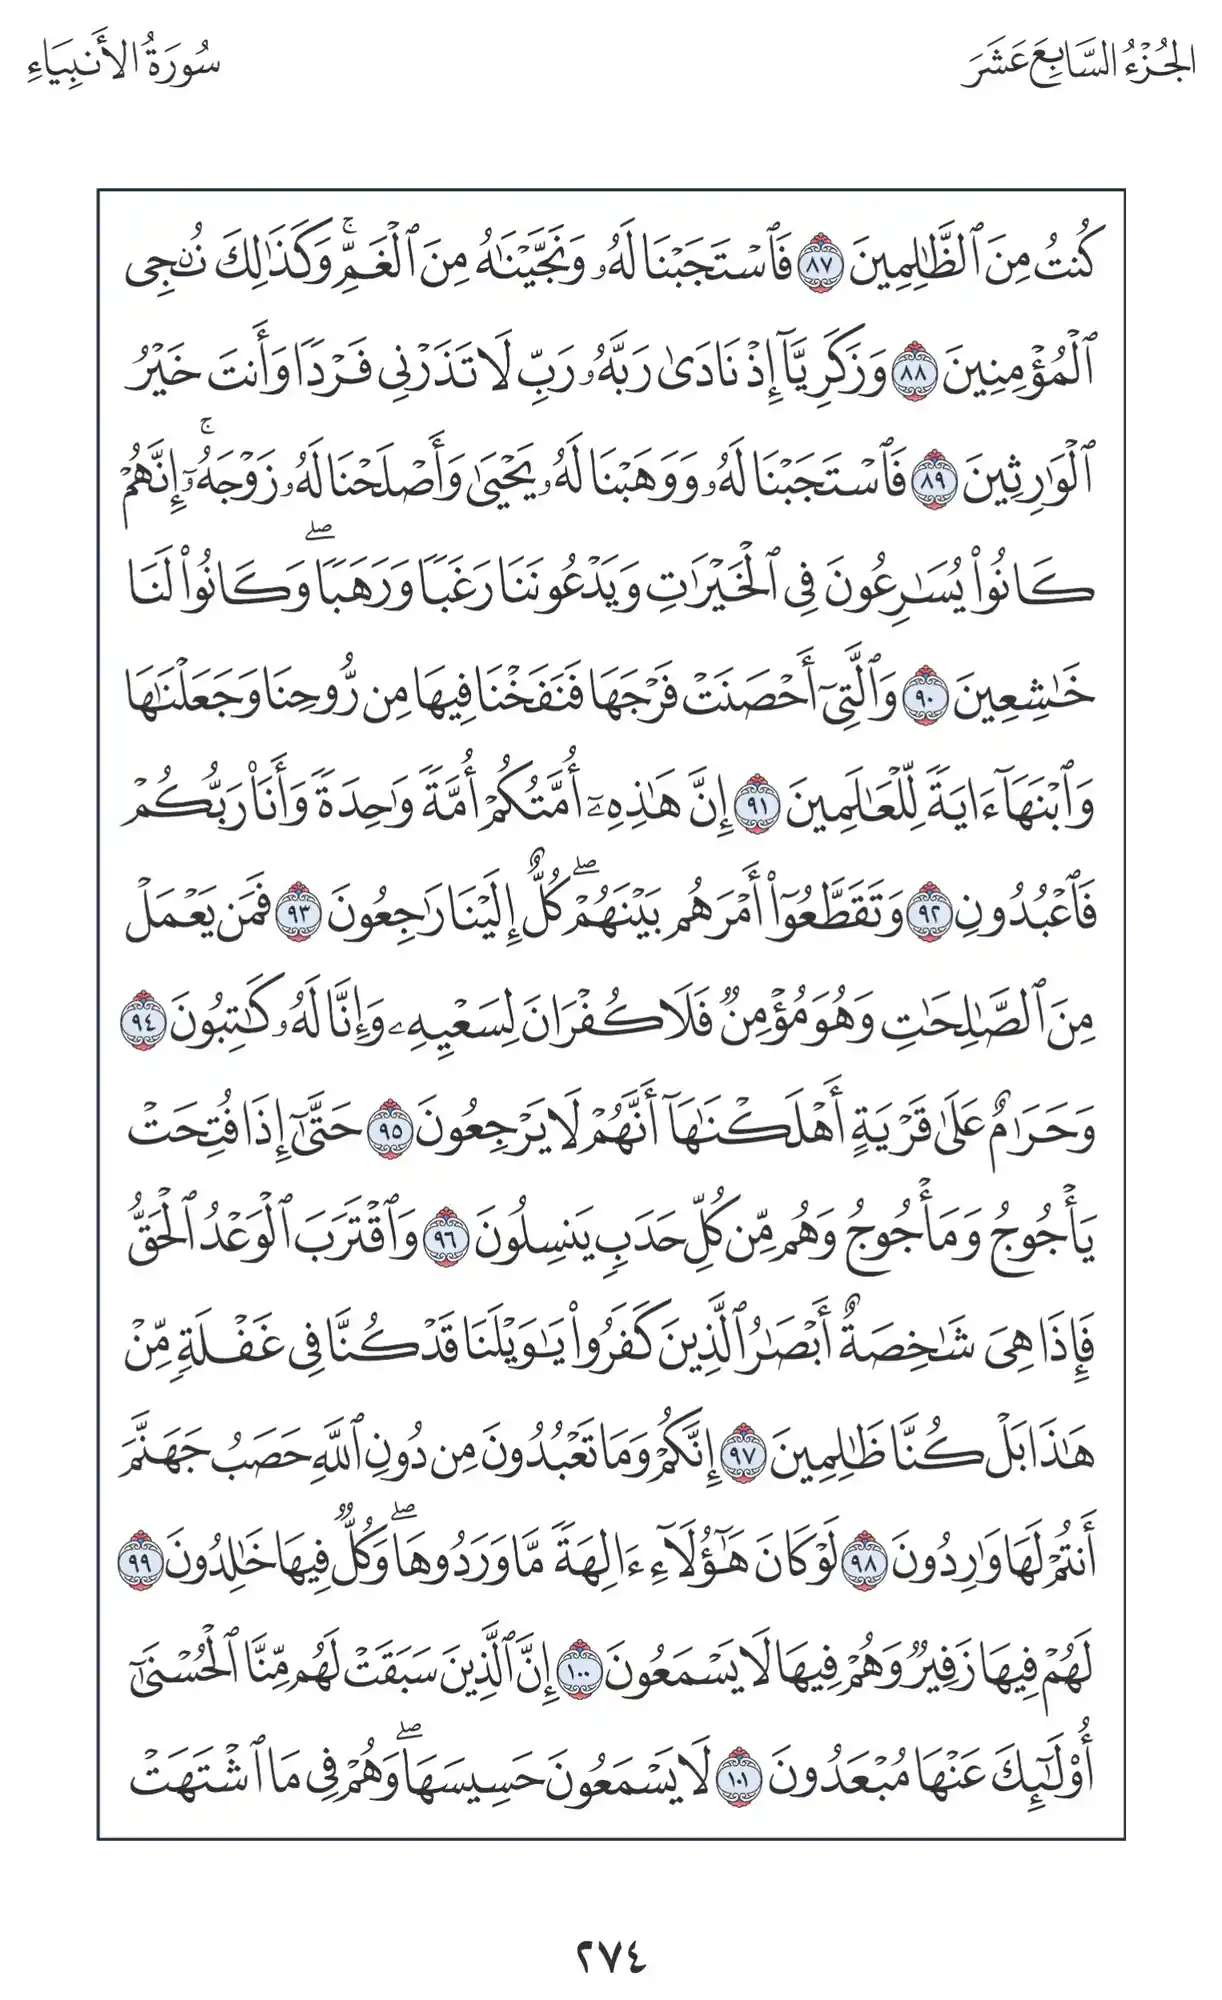 الجُزْءُ السَّابِعَ عَشَرَ
سُورَةُ الأَنبِيَاءِ
كُنتُ مِنَ ٱلظَّٰلِمِينَ ٨٧ فَٱسْتَجَبْنَا لَهُۥ وَنَجَّيْنَٰهُ مِنَ ٱلْغَمِّ ۚ وَكَذَٰلِكَ نُۨجِى
ٱلْمُؤْمِنِينَ ٨٨ وَزَكَرِيَّآ إِذْ نَادَىٰ رَبَّهُۥ رَبِّ لَا تَذَرْنِى فَرْدًا وَأَنتَ خَيْرُ
ٱلْوَٰرِثِينَ ٨٩ فَٱسْتَجَبْنَا لَهُۥ وَوَهَبْنَا لَهُۥ يَحْيَىٰ وَأَصْلَحْنَا لَهُۥ زَوْجَهُۥٓ ۚ إِنَّهُمْ
كَانُوا۟ يُسَٰرِعُونَ فِى ٱلْخَيْرَٰتِ وَيَدْعُونَنَا رَغَبًا وَرَهَبًا ۖ وَكَانُوا۟ لَنَا
خَٰشِعِينَ ٩٠ وَٱلَّتِىٓ أَحْصَنَتْ فَرْجَهَا فَنَفَخْنَا فِيهَا مِن رُّوحِنَا وَجَعَلْنَٰهَا
وَٱبْنَهَآ ءَايَةً لِّلْعَٰلَمِينَ ٩١ إِنَّ هَٰذِهِۦٓ أُمَّتُكُمْ أُمَّةً وَٰحِدَةً وَأَنَا۠ رَبُّكُمْ
فَٱعْبُدُونِ ٩٢ وَتَقَطَّعُوٓا۟ أَمْرَهُم بَيْنَهُمْ ۖ كُلٌّ إِلَيْنَا رَٰجِعُونَ ٩٣ فَمَن يَعْمَلْ
مِنَ ٱلصَّٰلِحَٰتِ وَهُوَ مُؤْمِنٌ فَلَا كُفْرَانَ لِسَعْيِهِۦ وَإِنَّا لَهُۥ كَٰتِبُونَ ٩٤
وَحَرَٰمٌ عَلَىٰ قَرْيَةٍ أَهْلَكْنَٰهَآ أَنَّهُمْ لَا يَرْجِعُونَ ٩٥ حَتَّىٰٓ إِذَا فُتِحَتْ
يَأْجُوجُ وَمَأْجُوجُ وَهُم مِّن كُلِّ حَدَبٍ يَنسِلُونَ ٩٦ وَٱقْتَرَبَ ٱلْوَعْدُ ٱلْحَقُّ
فَإِذَا هِىَ شَٰخِصَةٌ أَبْصَٰرُ ٱلَّذِينَ كَفَرُوا۟ يَٰوَيْلَنَا قَدْ كُنَّا فِى غَفْلَةٍ مِّنْ
هَٰذَا بَلْ كُنَّا ظَٰلِمِينَ ٩٧ إِنَّكُمْ وَمَا تَعْبُدُونَ مِن دُونِ ٱللَّهِ حَصَبُ جَهَنَّمَ
أَنتُمْ لَهَا وَٰرِدُونَ ٩٨ لَوْ كَانَ هَٰٓؤُلَآءِ ءَالِهَةً مَّا وَرَدُوهَا ۖ وَكُلٌّ فِيهَا خَٰلِدُونَ ٩٩
لَهُمْ فِيهَا زَفِيرٌ وَهُمْ فِيهَا لَا يَسْمَعُونَ ١٠٠ إِنَّ ٱلَّذِينَ سَبَقَتْ لَهُم مِّنَّا ٱلْحُسْنَىٰٓ
أُو۟لَٰٓئِكَ عَنْهَا مُبْعَدُونَ ١٠١ لَا يَسْمَعُونَ حَسِيسَهَا ۖ وَهُمْ فِى مَا ٱشْتَهَتْ
٢٧٤